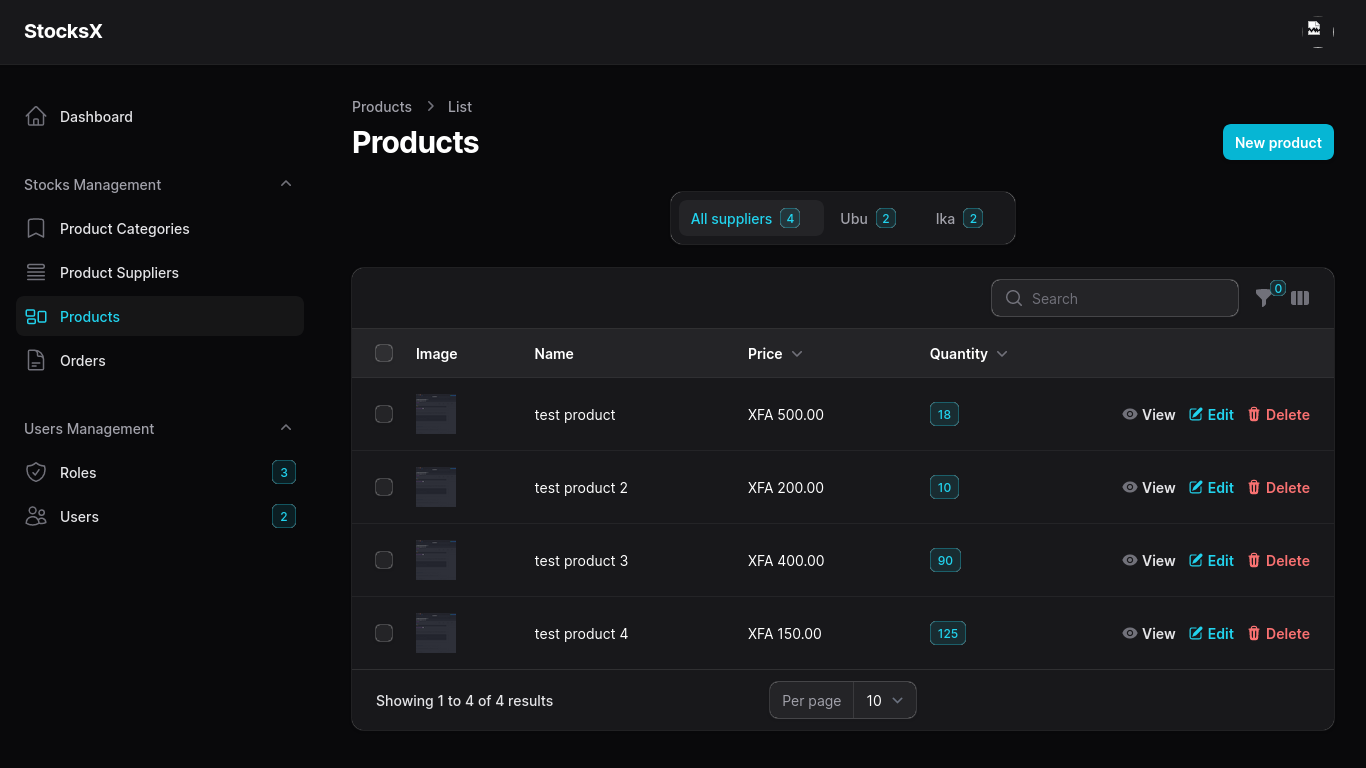 StocksX
Dashboard
Stocks Management
Product Categories
Product Suppliers
Products
Orders
Users Management
Roles 3
Users 2
Products > List
Products
New product
All suppliers 4 Ubu 2 Ika 2
Search 0
Image Name Price Quantity
test product XFA 500.00 18 View Edit Delete
test product 2 XFA 200.00 10 View Edit Delete
test product 3 XFA 400.00 90 View Edit Delete
test product 4 XFA 150.00 125 View Edit Delete
Showing 1 to 4 of 4 results Per page 10